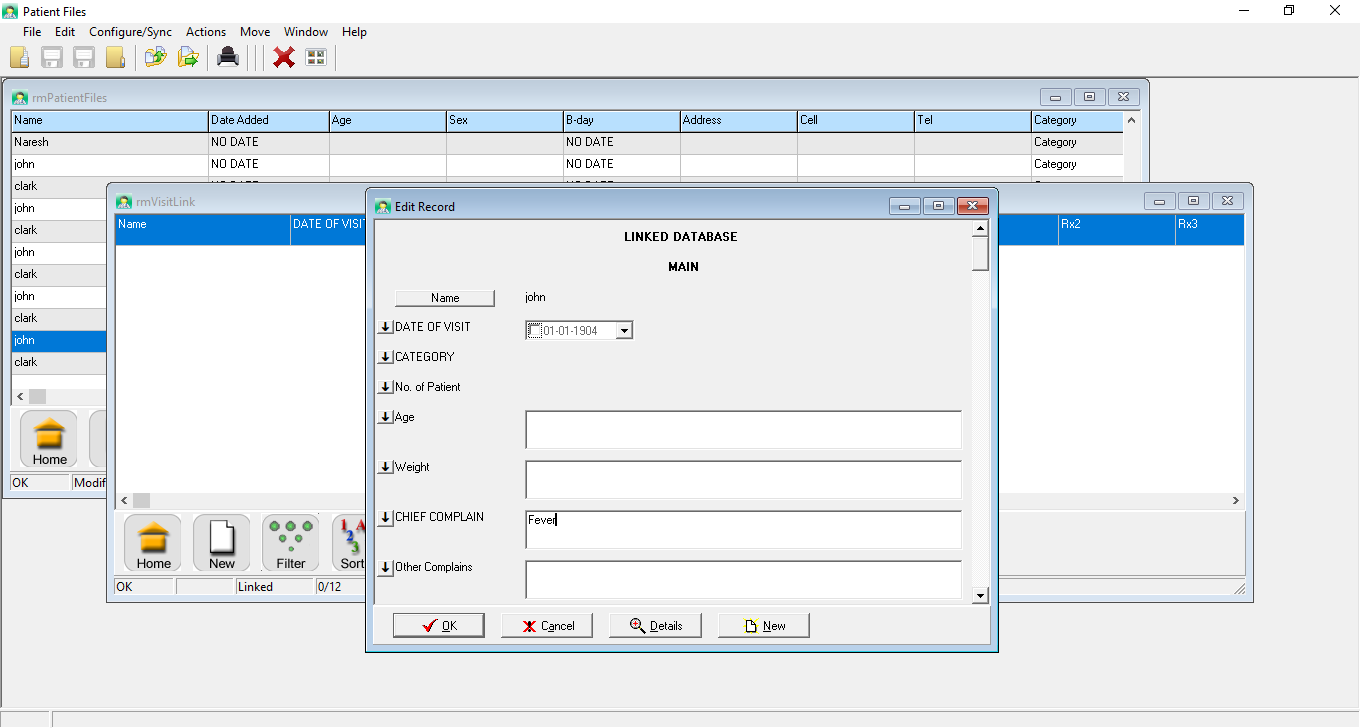 Patient Files
File Edit Configure/Sync Actions Move Window Help
rmPatientFiles
Name Date Added Age Sex B-day Address Cell Tel Category
Naresh NO DATE NO DATE Category
john NO DATE NO DATE Category
clark
john
clark
john
clark
john
clark
john
clark
Home
OK Modif
rmVisitLink
Name DATE OF VISIT Rx2 Rx3
Home New Filter Sort
OK Linked 0/12
Edit Record
LINKED DATABASE
MAIN
Name john
DATE OF VISIT 01-01-1904
CATEGORY
No. of Patient
Age
Weight
CHIEF COMPLAIN Fever
Other Complains
OK Cancel Details New